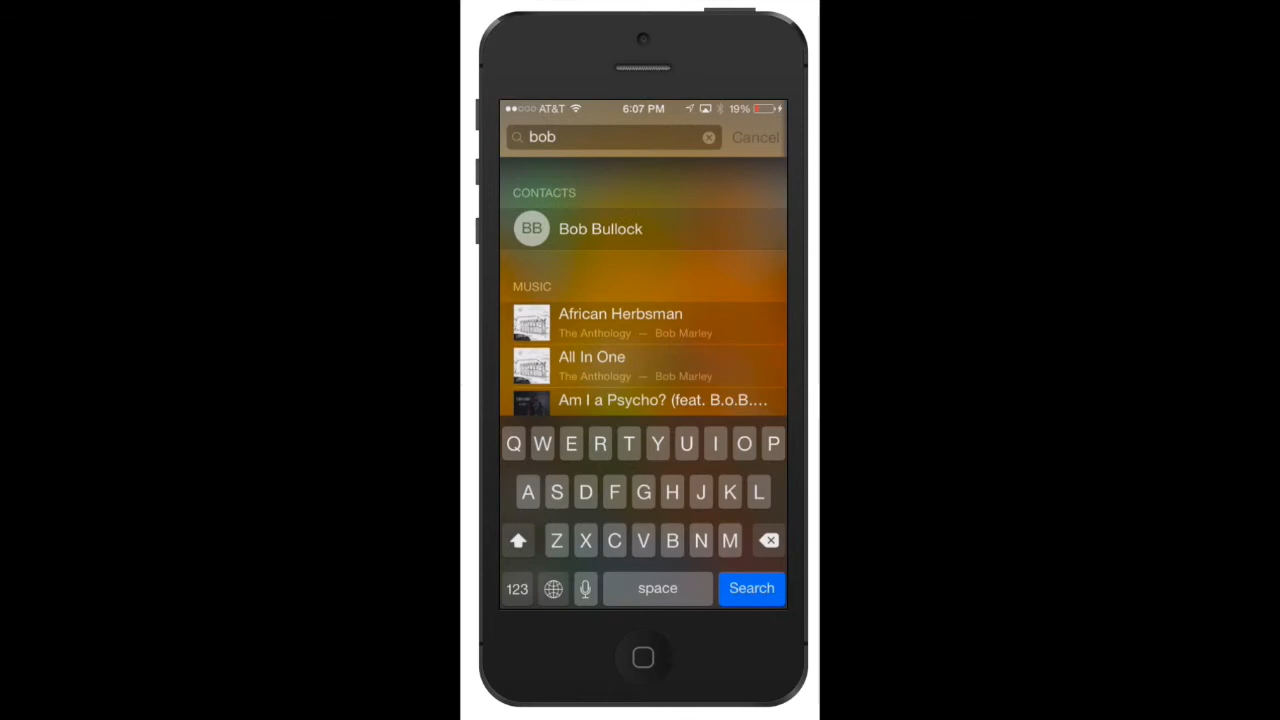 AT&T 6:07 PM 19%
bob Cancel
CONTACTS
BB Bob Bullock
MUSIC
African Herbsman
The Anthology — Bob Marley
All In One
The Anthology — Bob Marley
Am I a Psycho? (feat. B.o.B....
Q W E R T Y U I O P
A S D F G H J K L
Z X C V B N M
123 space Search